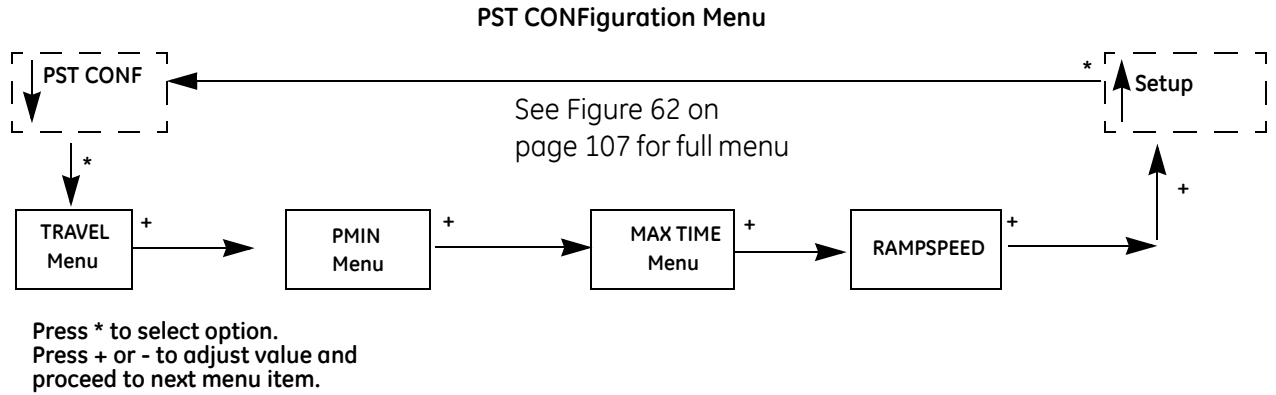 PST CONFiguration Menu
PST CONF
*
Setup
See Figure 62 on
page 107 for full menu
*
+
TRAVEL
Menu
+
PMIN
Menu
+
MAX TIME
Menu
+
RAMPSPEED
+
Press * to select option.
Press + or - to adjust value and
proceed to next menu item.